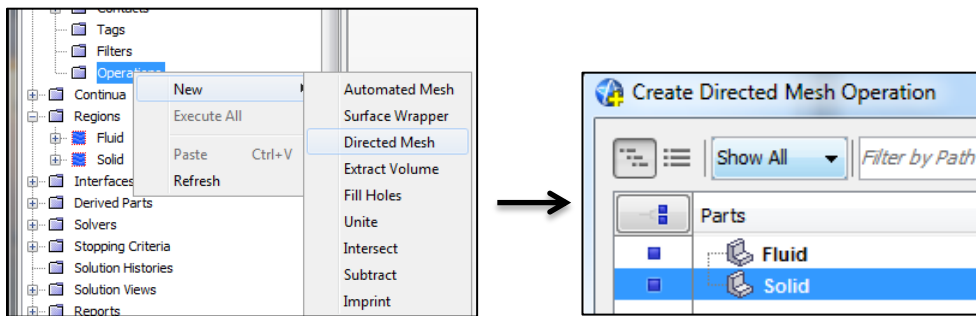 Contacts
Tags
Filters
Operations
Continua
Regions
Fluid
Solid
Interfaces
Derived Parts
Solvers
Stopping Criteria
Solution Histories
Solution Views
Reports
New
Execute All
Paste Ctrl+V
Refresh
Automated Mesh
Surface Wrapper
Directed Mesh
Extract Volume
Fill Holes
Unite
Intersect
Subtract
Imprint
Create Directed Mesh Operation
Show All Filter by Path
Parts
Fluid
Solid